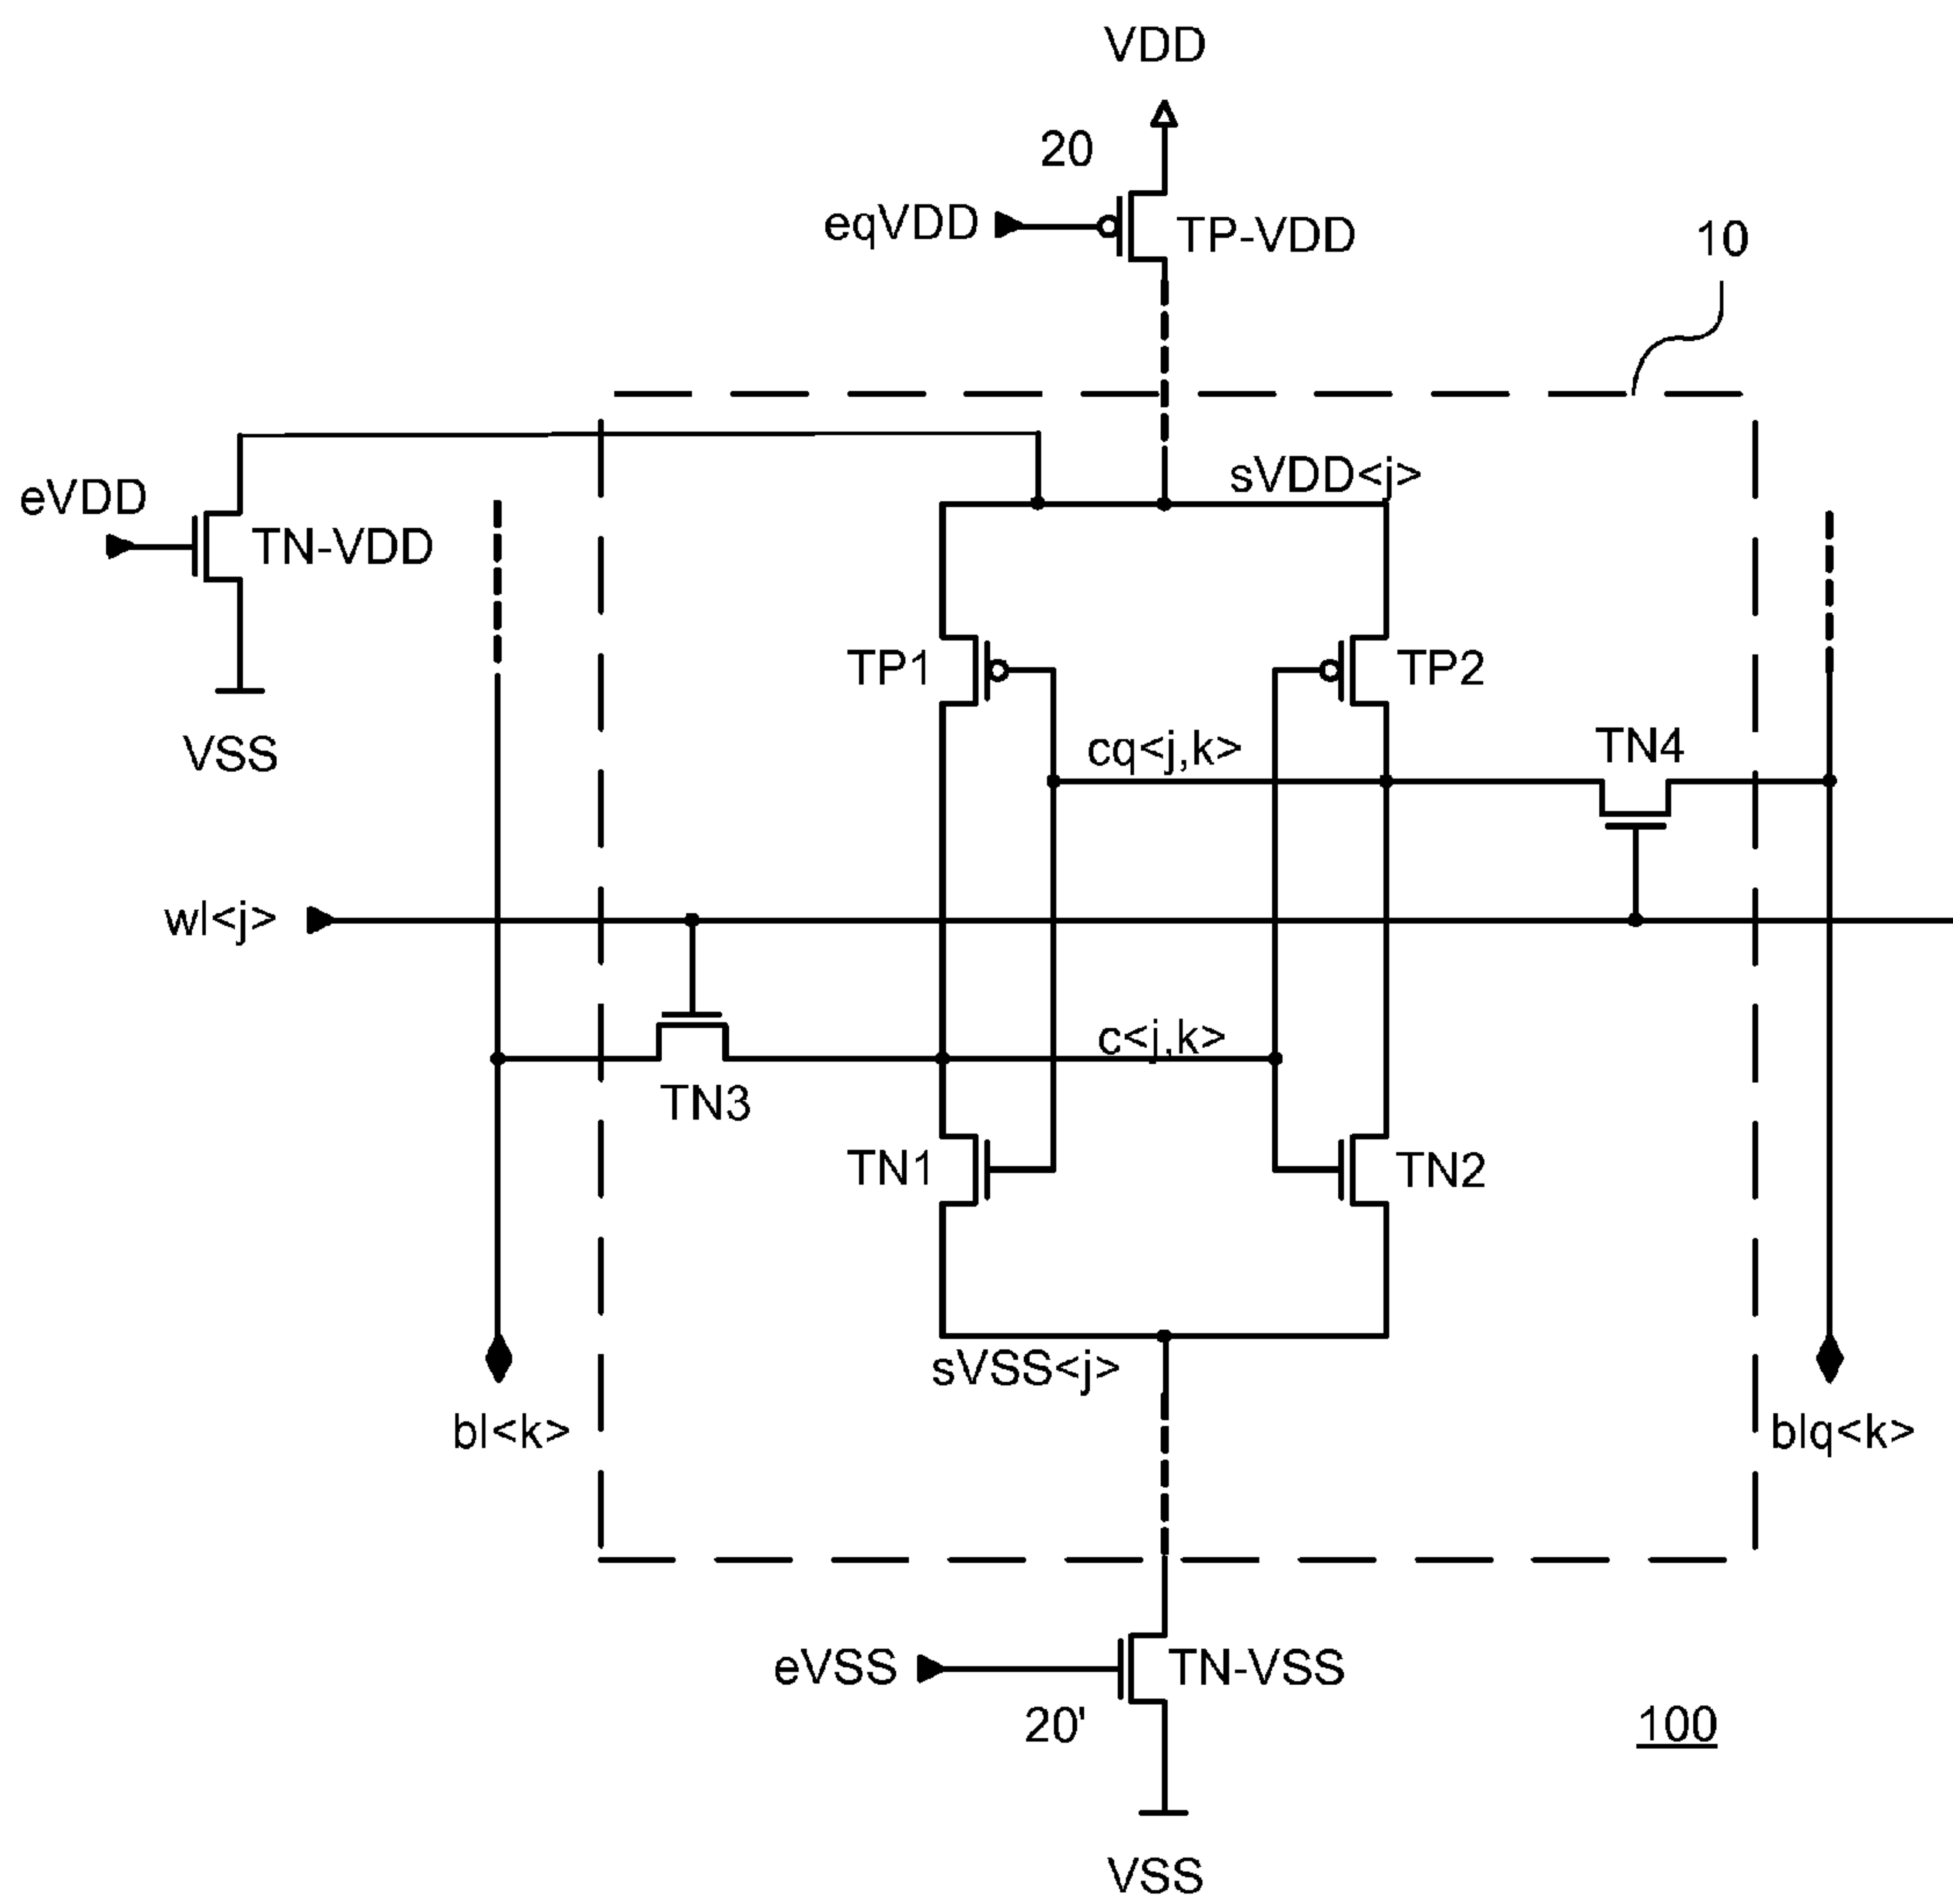 VDD
20
eqVDD
TP-VDD
10
sVDD<j>
eVDD
TN-VDD
VSS
TP1
TP2
cq<j,k>
TN4
wl<j>
c<j,k>
TN3
TN1
TN2
sVSS<j>
bl<k>
blq<k>
eVSS
TN-VSS
20'
100
VSS